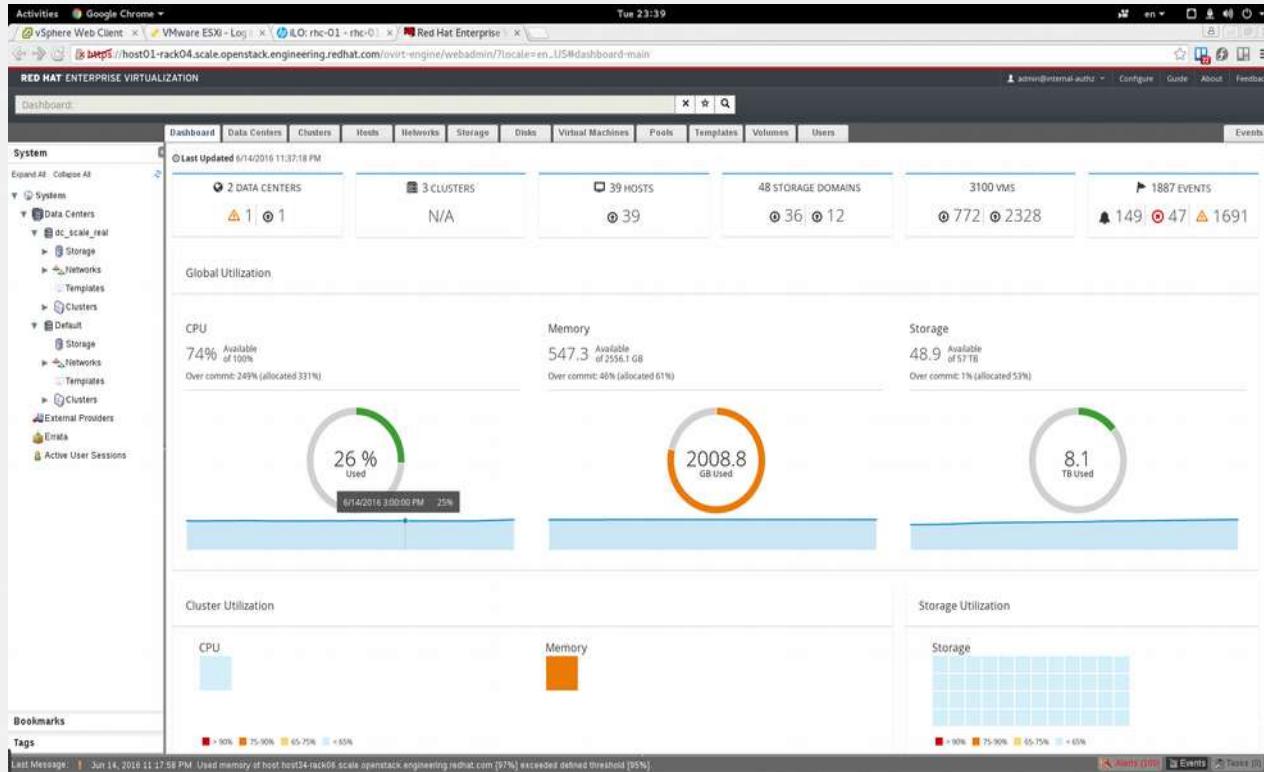 Activities Google Chrome Tue 23:39 en
vSphere Web Client VMware ESXi - Log iLO: rhc-01 - rhc-01 Red Hat Enterprise
https://host01-rack04.scale.openstack.engineering.redhat.com/ovirt-engine/webadmin/?locale=en_US#dashboard-main
RED HAT ENTERPRISE VIRTUALIZATION admin@internal-authz Configure Guide About Feedbac
Dashboard:
Dashboard Data Centers Clusters Hosts Networks Storage Disks Virtual Machines Pools Templates Volumes Users Events
System
Expand All Collapse All
System
Data Centers
dc_scale_real
Storage
Networks
Templates
Clusters
Default
Storage
Networks
Templates
Clusters
External Providers
Errata
Active User Sessions
Bookmarks
Tags
Last Updated 6/14/2016 11:37:18 PM
2 DATA CENTERS
1 1
3 CLUSTERS
N/A
39 HOSTS
39
48 STORAGE DOMAINS
36 12
3100 VMS
772 2328
1887 EVENTS
149 47 1691
Global Utilization
CPU
74% Available of 100%
Over commit: 249% (allocated 331%)
26 %
Used
6/14/2016 3:00:00 PM 25%
Memory
547.3 Available of 2556.1 GB
Over commit: 46% (allocated 61%)
2008.8
GB Used
Storage
48.9 Available of 57 TB
Over commit: 1% (allocated 53%)
8.1
TB Used
Cluster Utilization
CPU
Memory
> 90% 75-90% 65-75% < 65%
Storage Utilization
Storage
> 90% 75-90% 65-75% < 65%
Last Message: Jun 14, 2016 11:17:58 PM Used memory of host host34-rack06.scale.openstack.engineering.redhat.com [97%] exceeded defined threshold [95%].
Events Tasks (0)